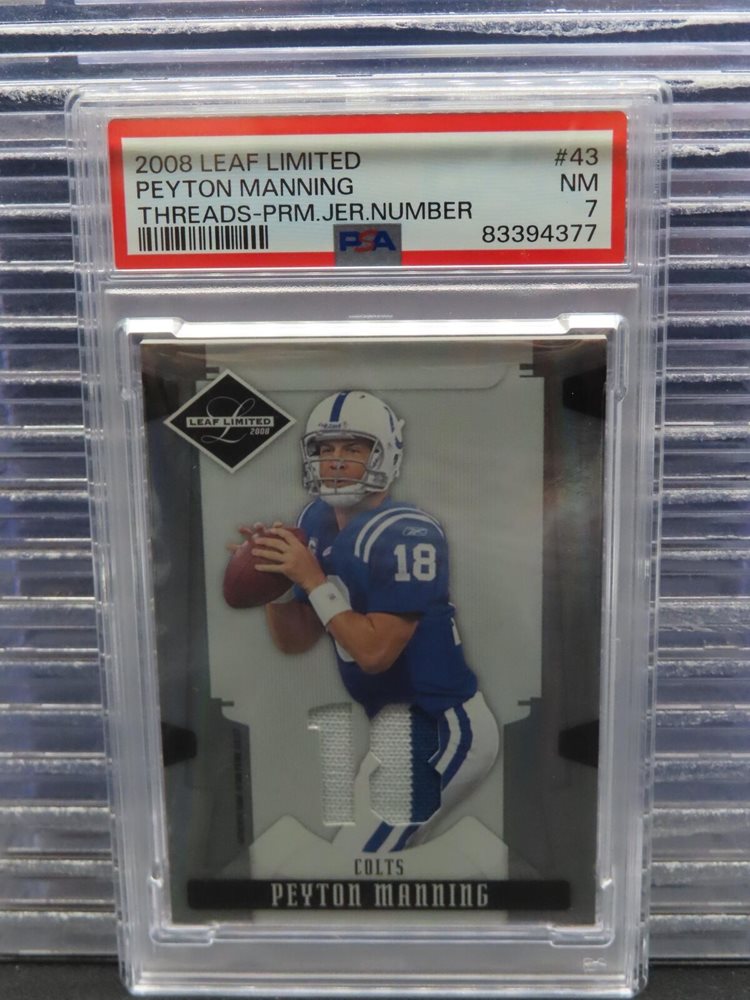 2008 LEAF LIMITED #43
PEYTON MANNING NM
THREADS-PRM.JER.NUMBER 7
PSA 83394377
LEAF LIMITED
2008
18
18
COLTS
PEYTON MANNING